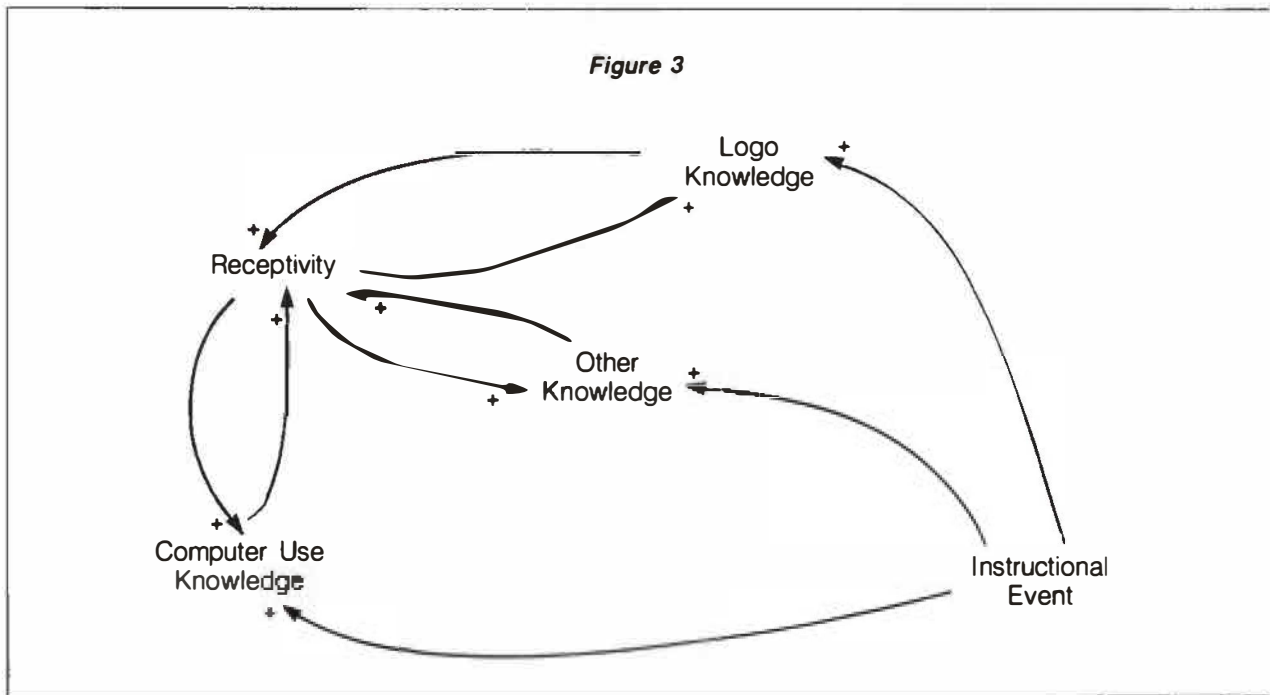 Figure 3
Logo
Knowledge
+
+
+
Receptivity
+
+
Other
Knowledge
+
+
+
Computer Use
Knowledge
+
Instructional
Event